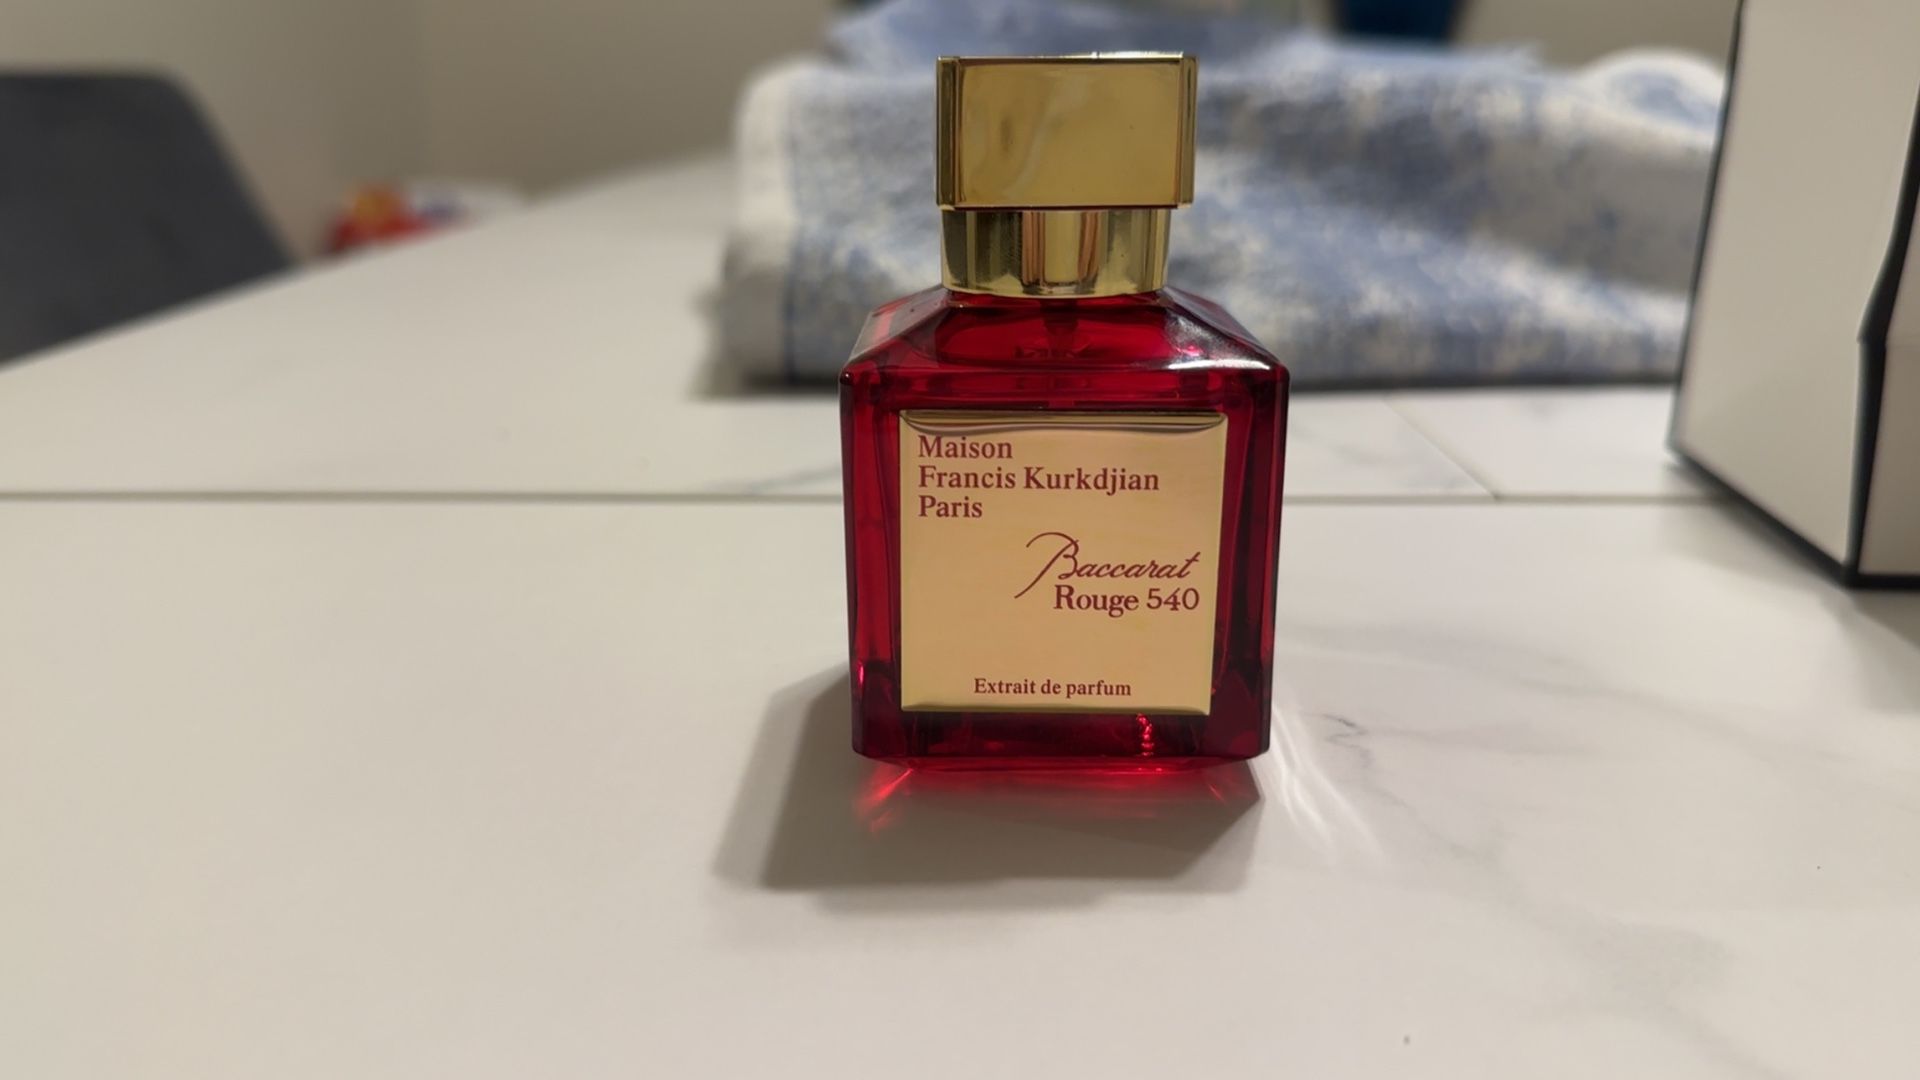 Maison
Francis Kurkdjian
Paris
Baccarat
Rouge 540
Extrait de parfum